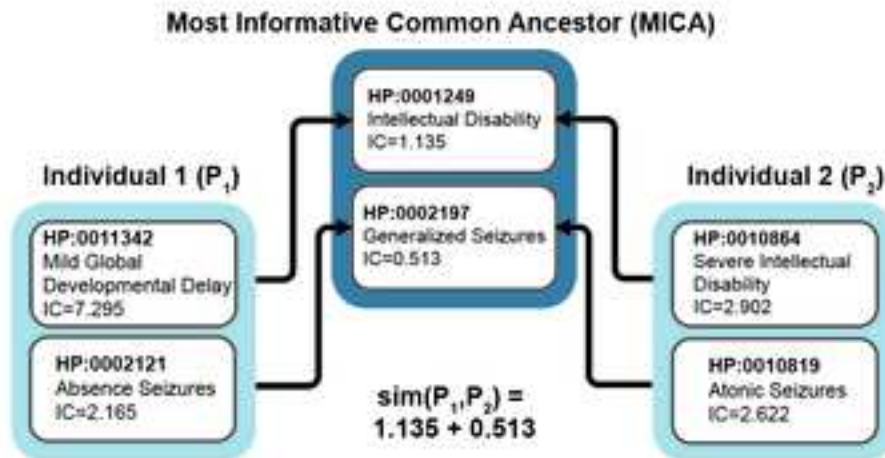 Most Informative Common Ancestor (MICA)
HP:0001249
Intellectual Disability
IC=1.135
HP:0002197
Generalized Seizures
IC=0.513
Individual 1 (P₁)
HP:0011342
Mild Global
Developmental Delay
IC=7.295
HP:0002121
Absence Seizures
IC=2.165
Individual 2 (P₂)
HP:0010864
Severe Intellectual
Disability
IC=2.902
HP:0010819
Atonic Seizures
IC=2.622
sim(P₁,P₂) =
1.135 + 0.513